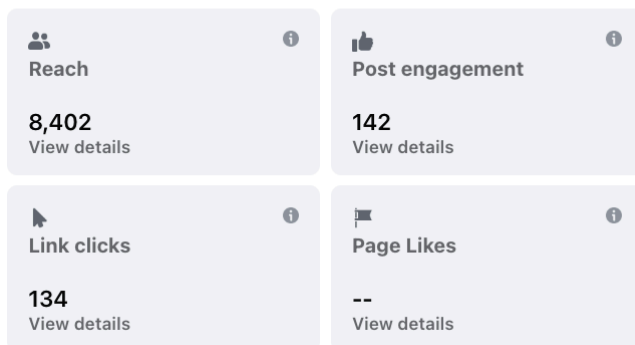 Reach
Post engagement
8,402
142
View details
View details
Link clicks
Page Likes
134
--
View details
View details